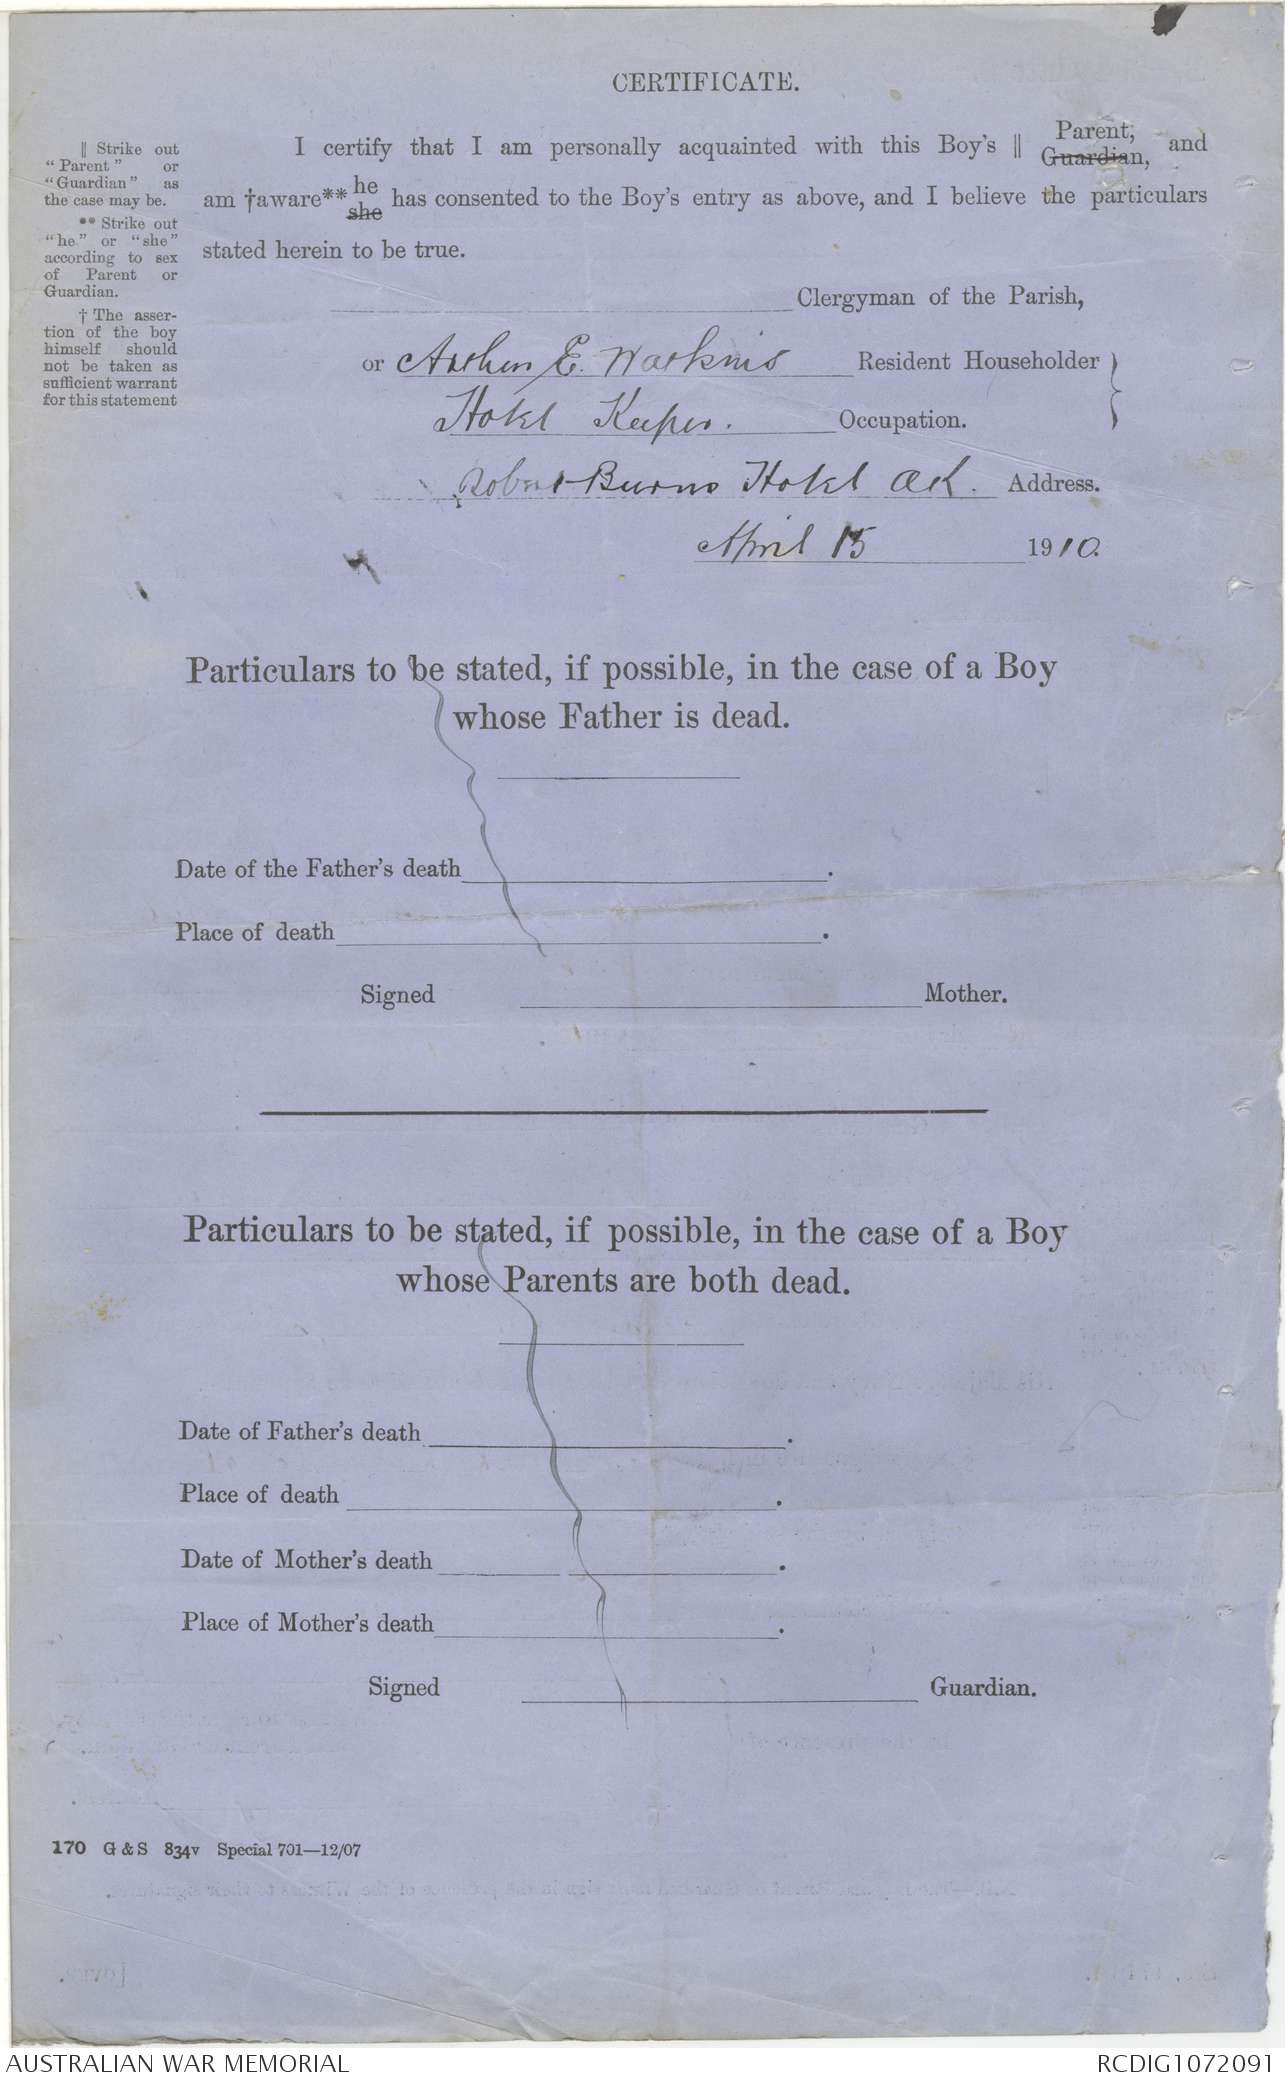 CERTIFICATE.
I certify that I am personally acquainted with this Boy's || Parent, Guardian, and
am †aware** he she has consented to the Boy's entry as above, and I believe the particulars
stated herein to be true.
|| Strike out
"Parent" or
"Guardian" as
the case may be.
** Strike out
"he" or "she"
according to sex
of Parent or
Guardian.
† The asser-
tion of the boy
himself should
not be taken as
sufficient warrant
for this statement
Clergyman of the Parish,
or Arthur E. Watkins Resident Householder
Hotel Keeper. Occupation.
Robert Burns Hotel Address.
April 15 1910.
Particulars to be stated, if possible, in the case of a Boy
whose Father is dead.
Date of the Father's death .
Place of death .
Signed Mother.
Particulars to be stated, if possible, in the case of a Boy
whose Parents are both dead.
Date of Father's death .
Place of death .
Date of Mother's death .
Place of Mother's death .
Signed Guardian.
170 G & S 834v Special 701—12/07
AUSTRALIAN WAR MEMORIAL RCDIG1072091